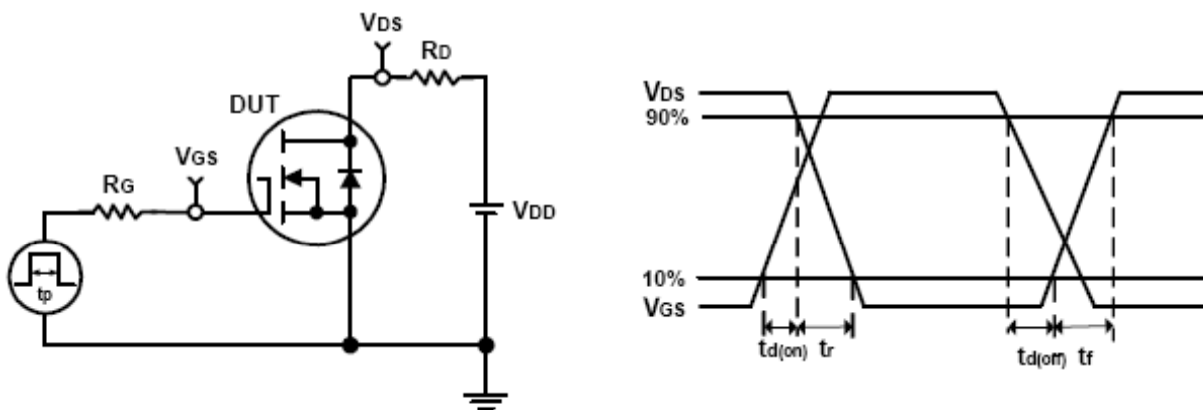 VDS
RD
DUT
VGS
RG
VDD
tp
VDS
90%
10%
VGS
td(on) tr
td(off) tf